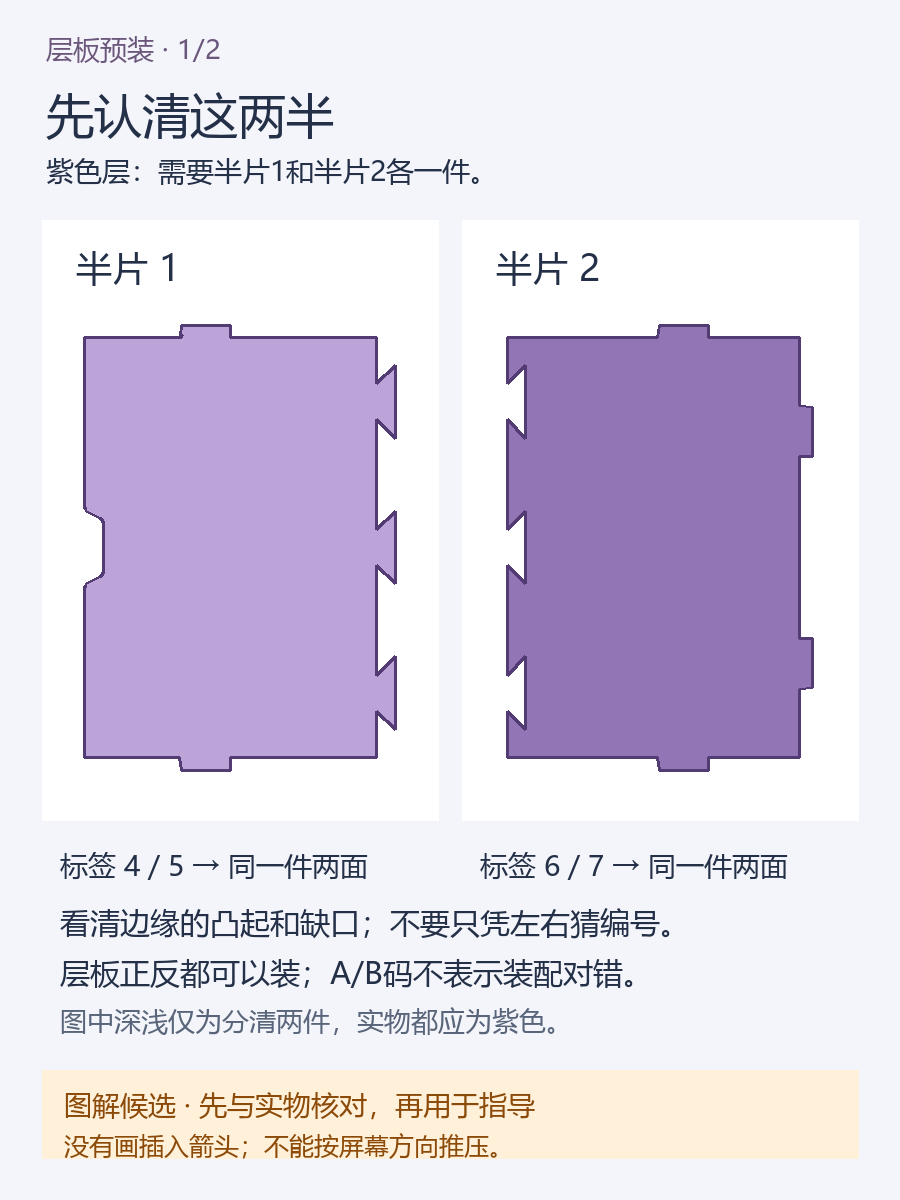 层板预装 · 1/2
先认清这两半
紫色层：需要半片1和半片2各一件。
半片 1
半片 2
标签 4 / 5 → 同一件两面
标签 6 / 7 → 同一件两面
看清边缘的凸起和缺口；不要只凭左右猜编号。
层板正反都可以装；A/B码不表示装配对错。
图中深浅仅为分清两件，实物都应为紫色。
图解候选 · 先与实物核对，再用于指导
没有画插入箭头；不能按屏幕方向推压。